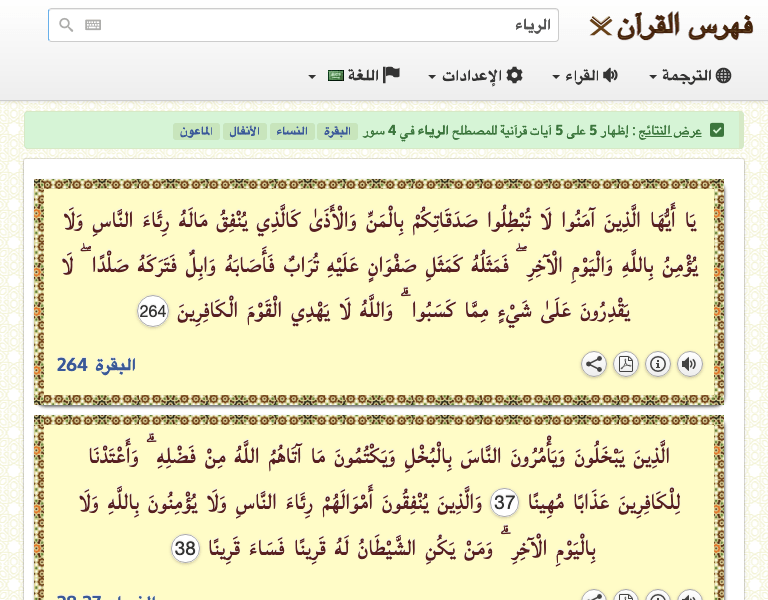 فهرس القرآن
الرياء
الترجمة
القراء
الإعدادات
اللغة
عرض النتائج : إظهار 5 على 5 آيات قرآنية للمصطلح الرياء في 4 سور البقرة النساء الأنفال الماعون
يَا أَيُّهَا الَّذِينَ آمَنُوا لَا تُبْطِلُوا صَدَقَاتِكُمْ بِالْمَنِّ وَالْأَذَىٰ كَالَّذِي يُنْفِقُ مَالَهُ رِئَاءَ النَّاسِ وَلَا
يُؤْمِنُ بِاللَّهِ وَالْيَوْمِ الْآخِرِ ۖ فَمَثَلُهُ كَمَثَلِ صَفْوَانٍ عَلَيْهِ تُرَابٌ فَأَصَابَهُ وَابِلٌ فَتَرَكَهُ صَلْدًا ۖ لَا
يَقْدِرُونَ عَلَىٰ شَيْءٍ مِمَّا كَسَبُوا ۗ وَاللَّهُ لَا يَهْدِي الْقَوْمَ الْكَافِرِينَ 264
البقرة 264
الَّذِينَ يَبْخَلُونَ وَيَأْمُرُونَ النَّاسَ بِالْبُخْلِ وَيَكْتُمُونَ مَا آتَاهُمُ اللَّهُ مِنْ فَضْلِهِ ۗ وَأَعْتَدْنَا
لِلْكَافِرِينَ عَذَابًا مُهِينًا 37 وَالَّذِينَ يُنْفِقُونَ أَمْوَالَهُمْ رِئَاءَ النَّاسِ وَلَا يُؤْمِنُونَ بِاللَّهِ وَلَا
بِالْيَوْمِ الْآخِرِ ۗ وَمَنْ يَكُنِ الشَّيْطَانُ لَهُ قَرِينًا فَسَاءَ قَرِينًا 38